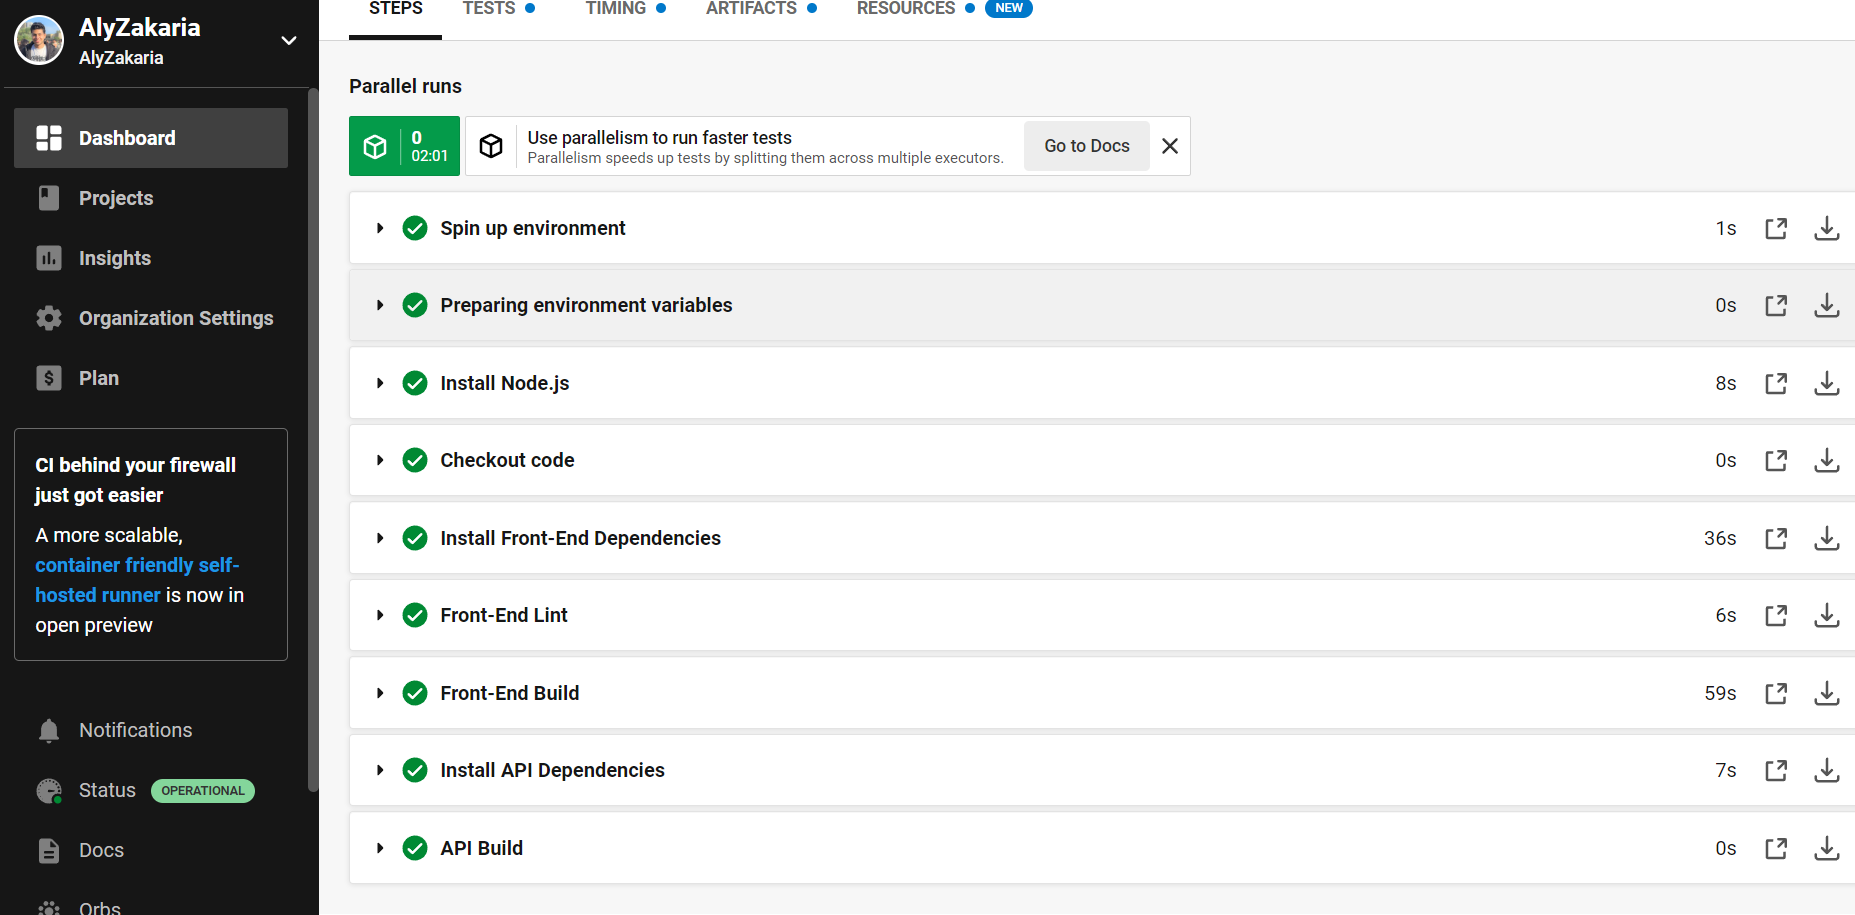 AlyZakaria
AlyZakaria
Dashboard
Projects
Insights
Organization Settings
Plan
CI behind your firewall
just got easier
A more scalable,
container friendly self-
hosted runner is now in
open preview
Notifications
Status OPERATIONAL
Docs
Orbs
STEPS TESTS TIMING ARTIFACTS RESOURCES NEW
Parallel runs
0
02:01
Use parallelism to run faster tests
Parallelism speeds up tests by splitting them across multiple executors.
Go to Docs
Spin up environment 1s
Preparing environment variables 0s
Install Node.js 8s
Checkout code 0s
Install Front-End Dependencies 36s
Front-End Lint 6s
Front-End Build 59s
Install API Dependencies 7s
API Build 0s